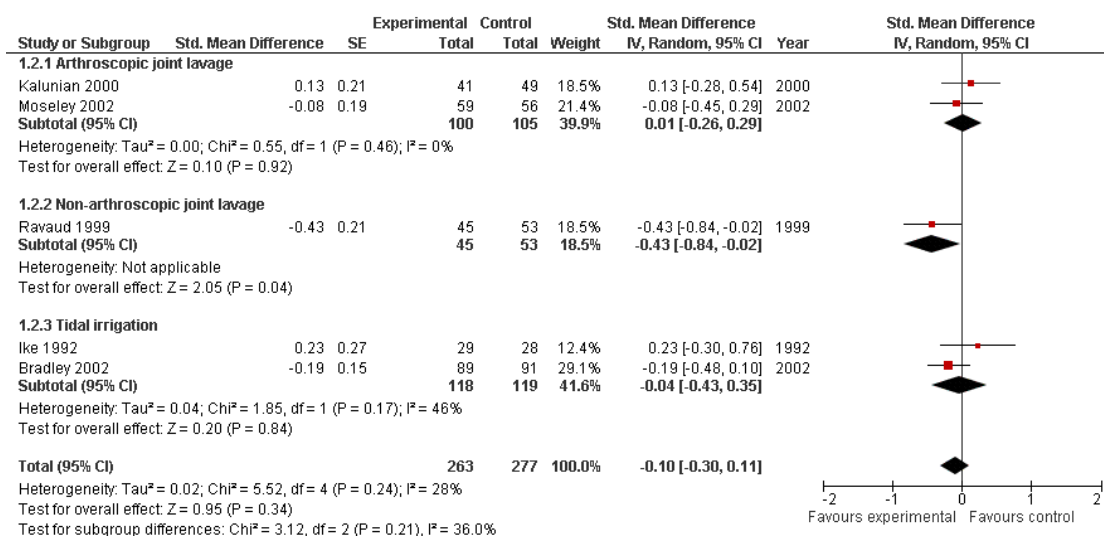 Experimental Control Std. Mean Difference Std. Mean Difference
Study or Subgroup Std. Mean Difference SE Total Total Weight IV, Random, 95% CI Year IV, Random, 95% CI
1.2.1 Arthroscopic joint lavage
Kalunian 2000 0.13 0.21 41 49 18.5% 0.13 [-0.28, 0.54] 2000
Moseley 2002 -0.08 0.19 59 56 21.4% -0.08 [-0.45, 0.29] 2002
Subtotal (95% CI) 100 105 39.9% 0.01 [-0.26, 0.29]
Heterogeneity: Tau² = 0.00; Chi² = 0.55, df = 1 (P = 0.46); I² = 0%
Test for overall effect: Z = 0.10 (P = 0.92)
1.2.2 Non-arthroscopic joint lavage
Ravaud 1999 -0.43 0.21 45 53 18.5% -0.43 [-0.84, -0.02] 1999
Subtotal (95% CI) 45 53 18.5% -0.43 [-0.84, -0.02]
Heterogeneity: Not applicable
Test for overall effect: Z = 2.05 (P = 0.04)
1.2.3 Tidal irrigation
Ike 1992 0.23 0.27 29 28 12.4% 0.23 [-0.30, 0.76] 1992
Bradley 2002 -0.19 0.15 89 91 29.1% -0.19 [-0.48, 0.10] 2002
Subtotal (95% CI) 118 119 41.6% -0.04 [-0.43, 0.35]
Heterogeneity: Tau² = 0.04; Chi² = 1.85, df = 1 (P = 0.17); I² = 46%
Test for overall effect: Z = 0.20 (P = 0.84)
Total (95% CI) 263 277 100.0% -0.10 [-0.30, 0.11]
Heterogeneity: Tau² = 0.02; Chi² = 5.52, df = 4 (P = 0.24); I² = 28%
Test for overall effect: Z = 0.95 (P = 0.34)
Test for subgroup differences: Chi² = 3.12, df = 2 (P = 0.21), I² = 36.0%
-2 -1 0 1 2
Favours experimental Favours control